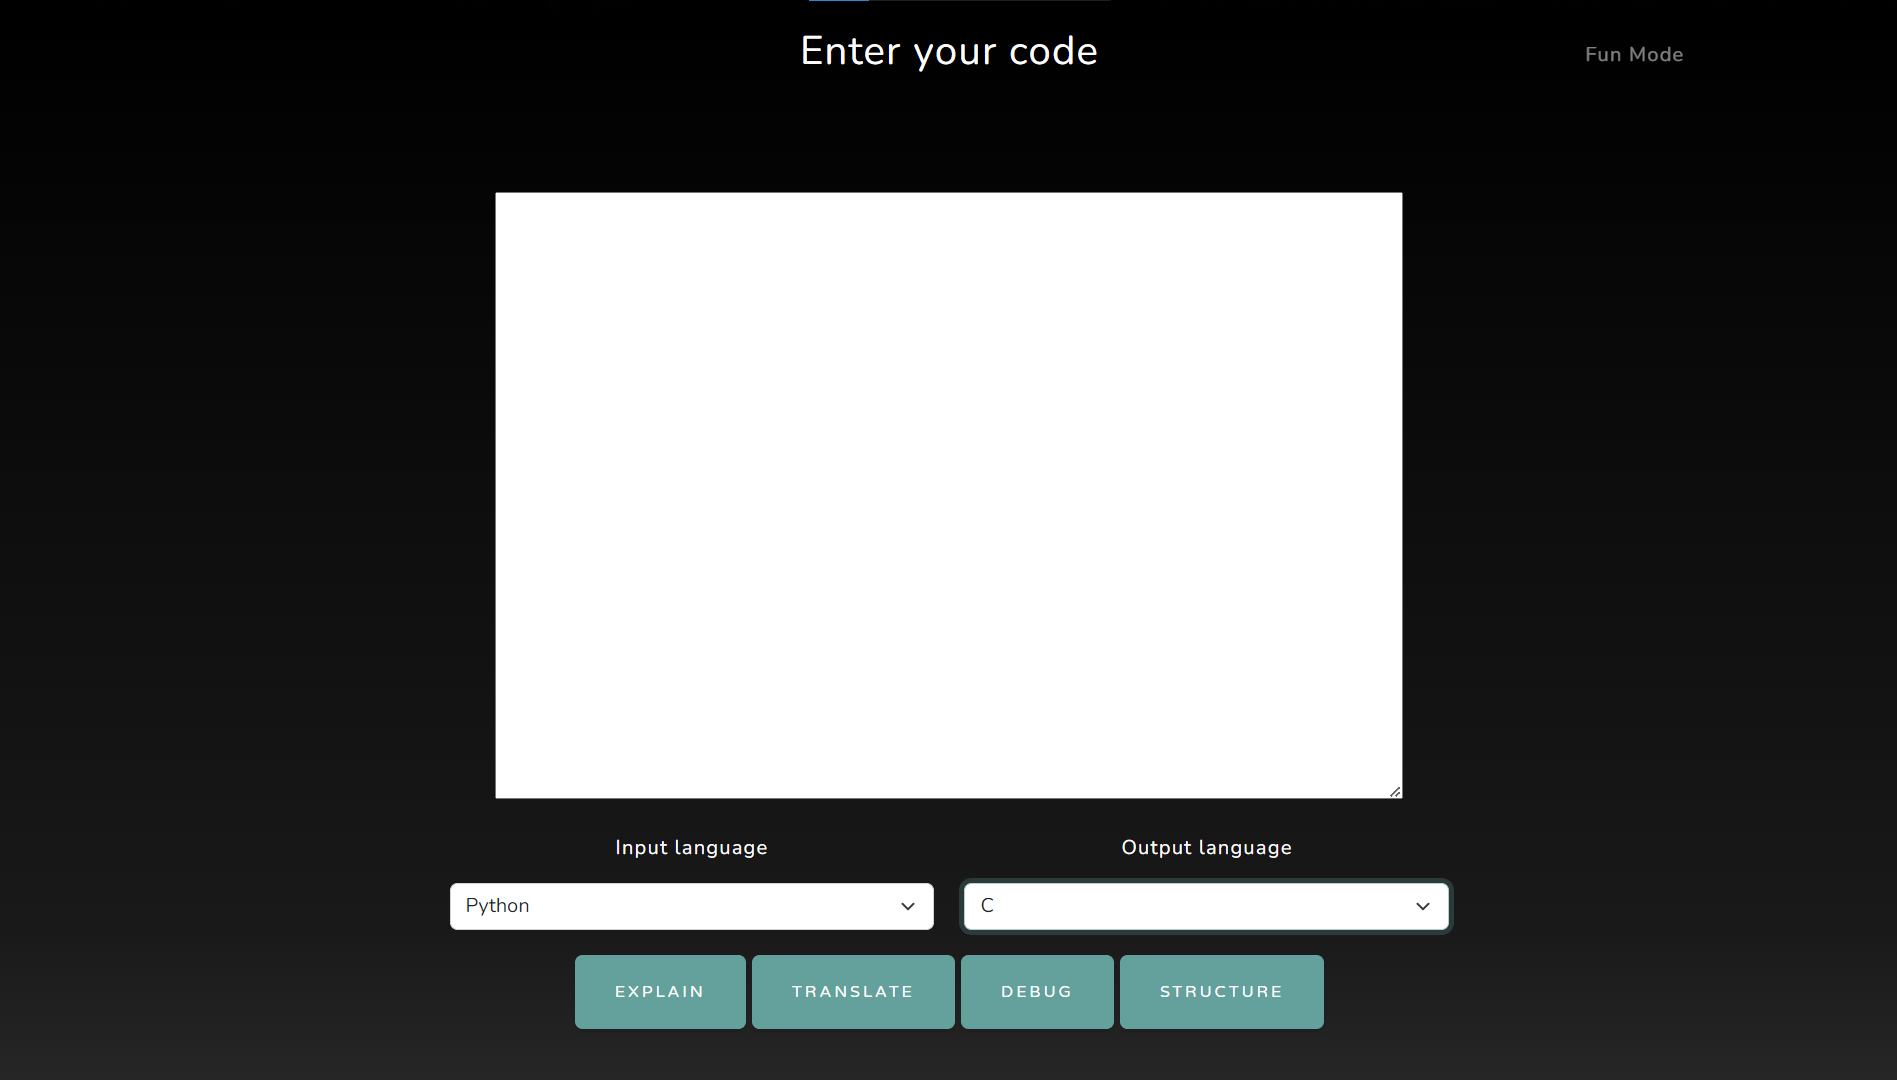 Enter your code
Fun Mode
Input language
Output language
Python
C
EXPLAIN
TRANSLATE
DEBUG
STRUCTURE